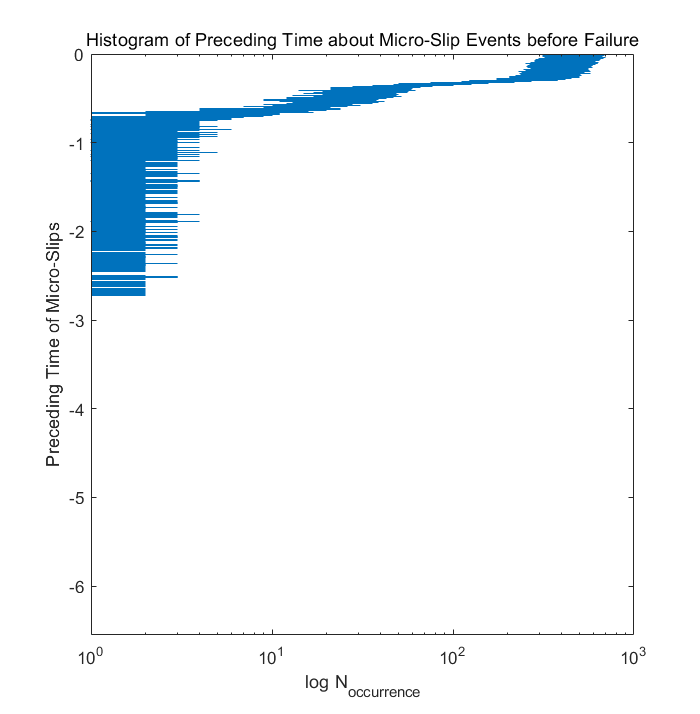 Histogram of Preceding Time about Micro-Slip Events before Failure
0
-1
-2
-3
-4
-5
-6
Preceding Time of Micro-Slips
10^0 10^1 10^2 10^3
log N_occurrence